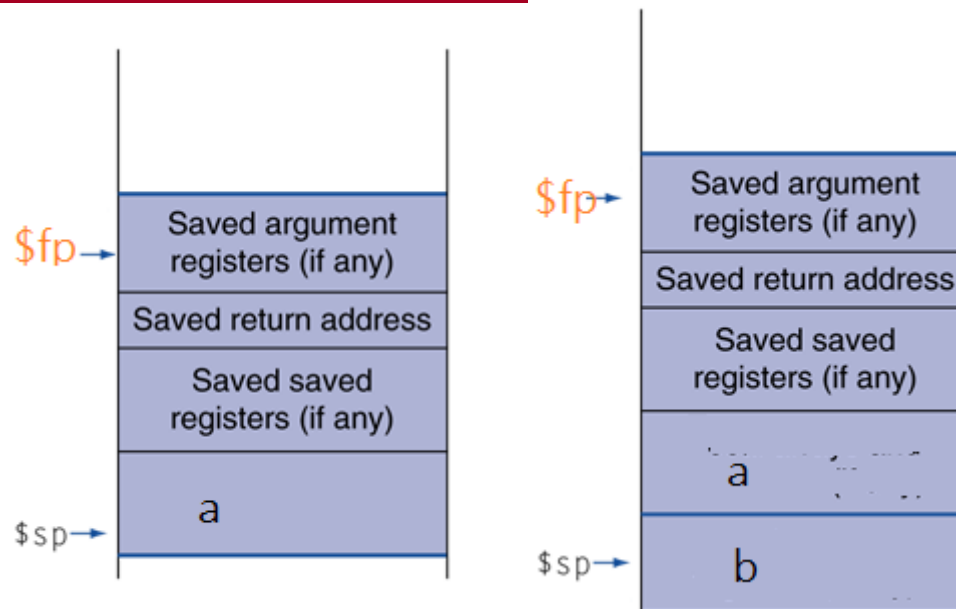 $fp
Saved argument
registers (if any)
Saved return address
Saved saved
registers (if any)
a
$sp
$fp
Saved argument
registers (if any)
Saved return address
Saved saved
registers (if any)
a
$sp
b